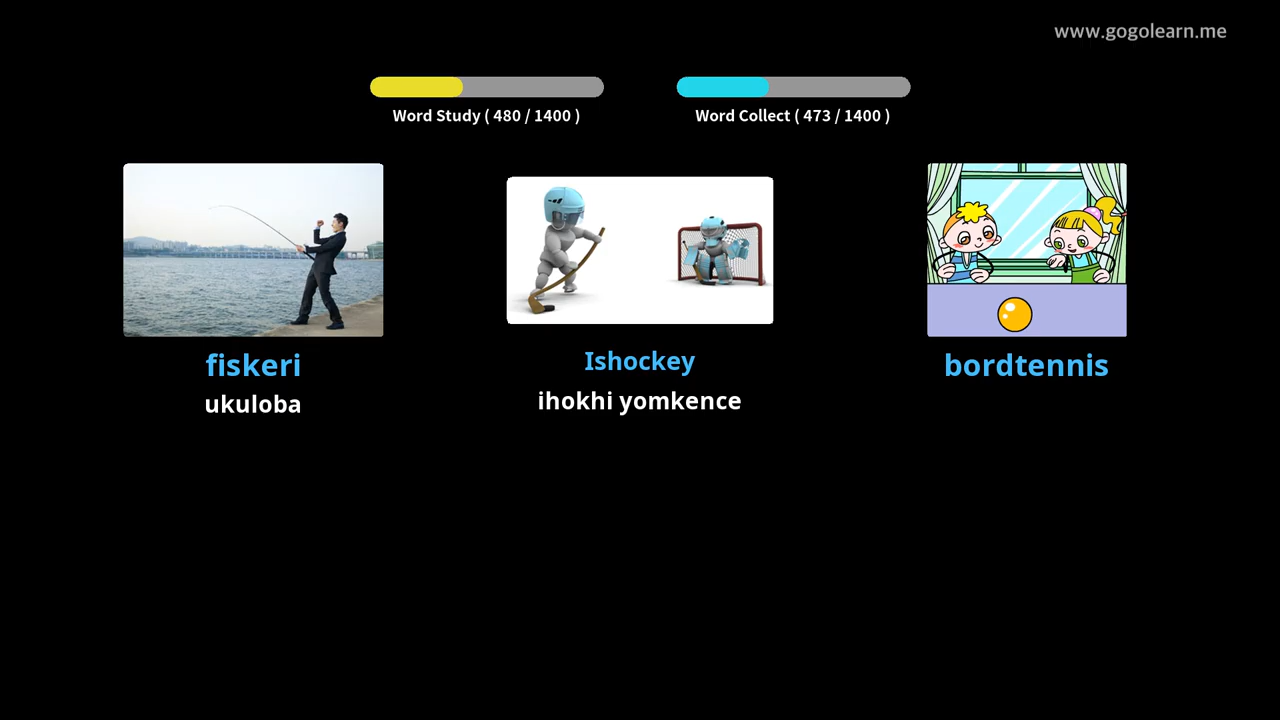 www.gogolearn.me
Word Study ( 480 / 1400 )
Word Collect ( 473 / 1400 )
fiskeri
ukuloba
Ishockey
ihokhi yomkence
bordtennis